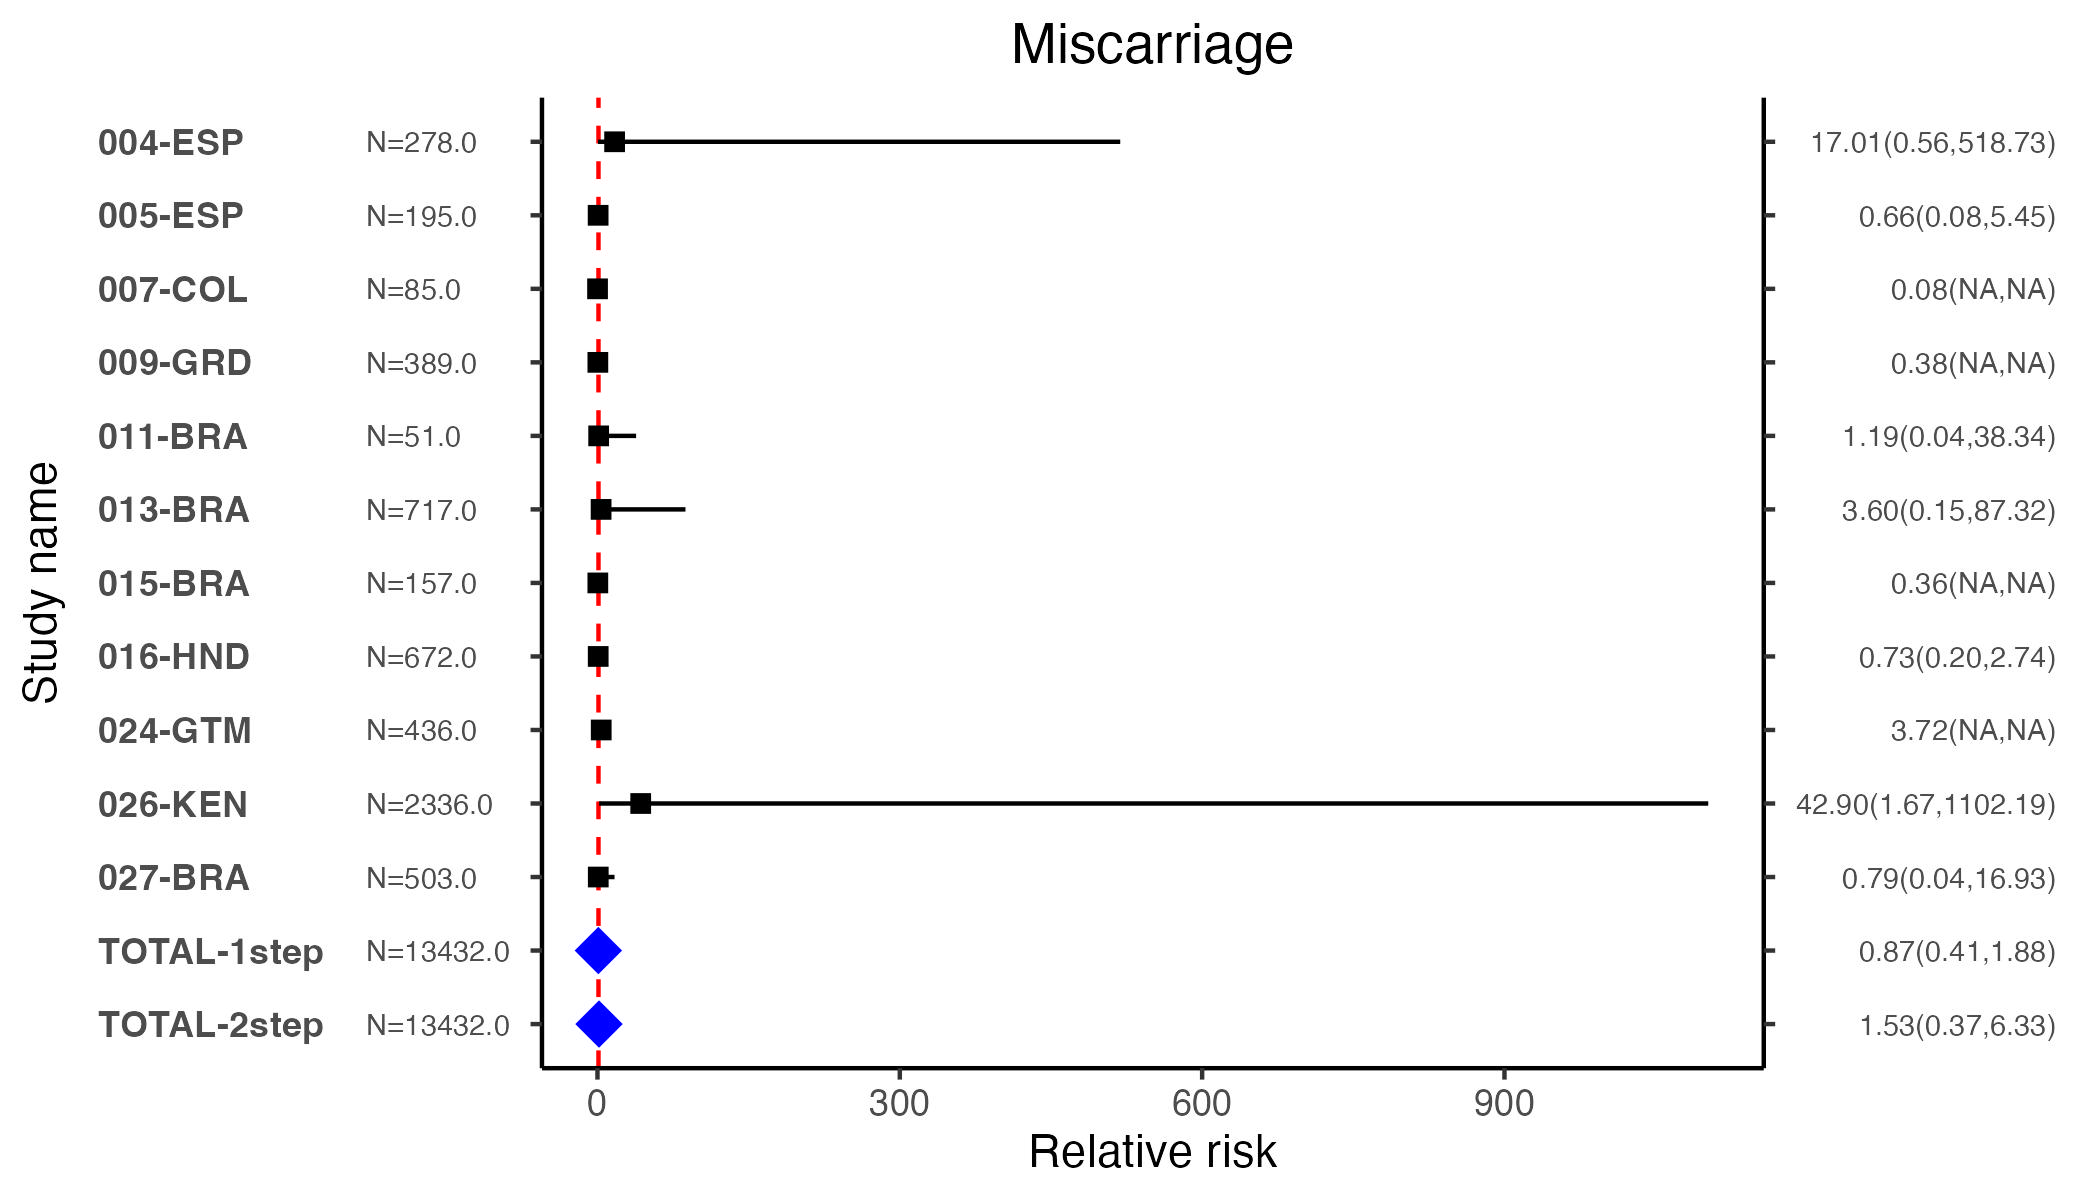 Miscarriage
004-ESP N=278.0 17.01(0.56,518.73)
005-ESP N=195.0 0.66(0.08,5.45)
007-COL N=85.0 0.08(NA,NA)
009-GRD N=389.0 0.38(NA,NA)
011-BRA N=51.0 1.19(0.04,38.34)
013-BRA N=717.0 3.60(0.15,87.32)
015-BRA N=157.0 0.36(NA,NA)
016-HND N=672.0 0.73(0.20,2.74)
024-GTM N=436.0 3.72(NA,NA)
026-KEN N=2336.0 42.90(1.67,1102.19)
027-BRA N=503.0 0.79(0.04,16.93)
TOTAL-1step N=13432.0 0.87(0.41,1.88)
TOTAL-2step N=13432.0 1.53(0.37,6.33)
Study name
0 300 600 900
Relative risk